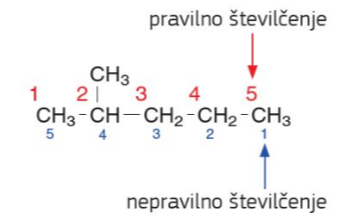 pravilno številčenje
CH₃
1 2 3 4 5
CH₃-CH-CH₂-CH₂-CH₃
5 4 3 2 1
nepravilno številčenje